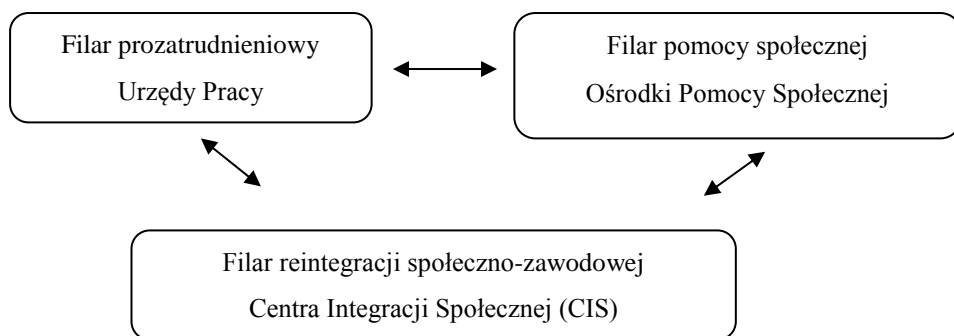 Filar prozatrudnieniowy
Urzędy Pracy
Filar pomocy społecznej
Ośrodki Pomocy Społecznej
Filar reintegracji społeczno-zawodowej
Centra Integracji Społecznej (CIS)